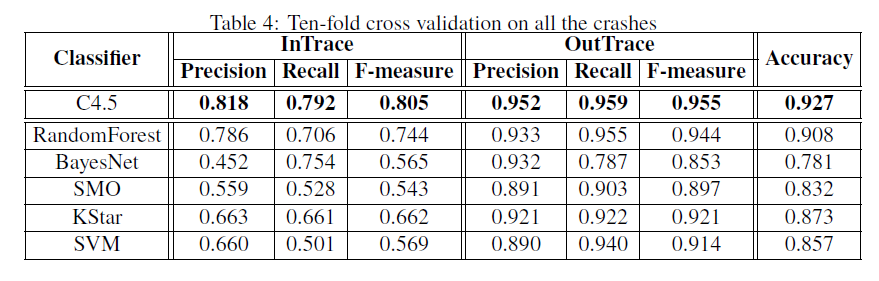 Table 4: Ten-fold cross validation on all the crashes
Classifier InTrace OutTrace Accuracy
Precision Recall F-measure Precision Recall F-measure
C4.5 0.818 0.792 0.805 0.952 0.959 0.955 0.927
RandomForest 0.786 0.706 0.744 0.933 0.955 0.944 0.908
BayesNet 0.452 0.754 0.565 0.932 0.787 0.853 0.781
SMO 0.559 0.528 0.543 0.891 0.903 0.897 0.832
KStar 0.663 0.661 0.662 0.921 0.922 0.921 0.873
SVM 0.660 0.501 0.569 0.890 0.940 0.914 0.857